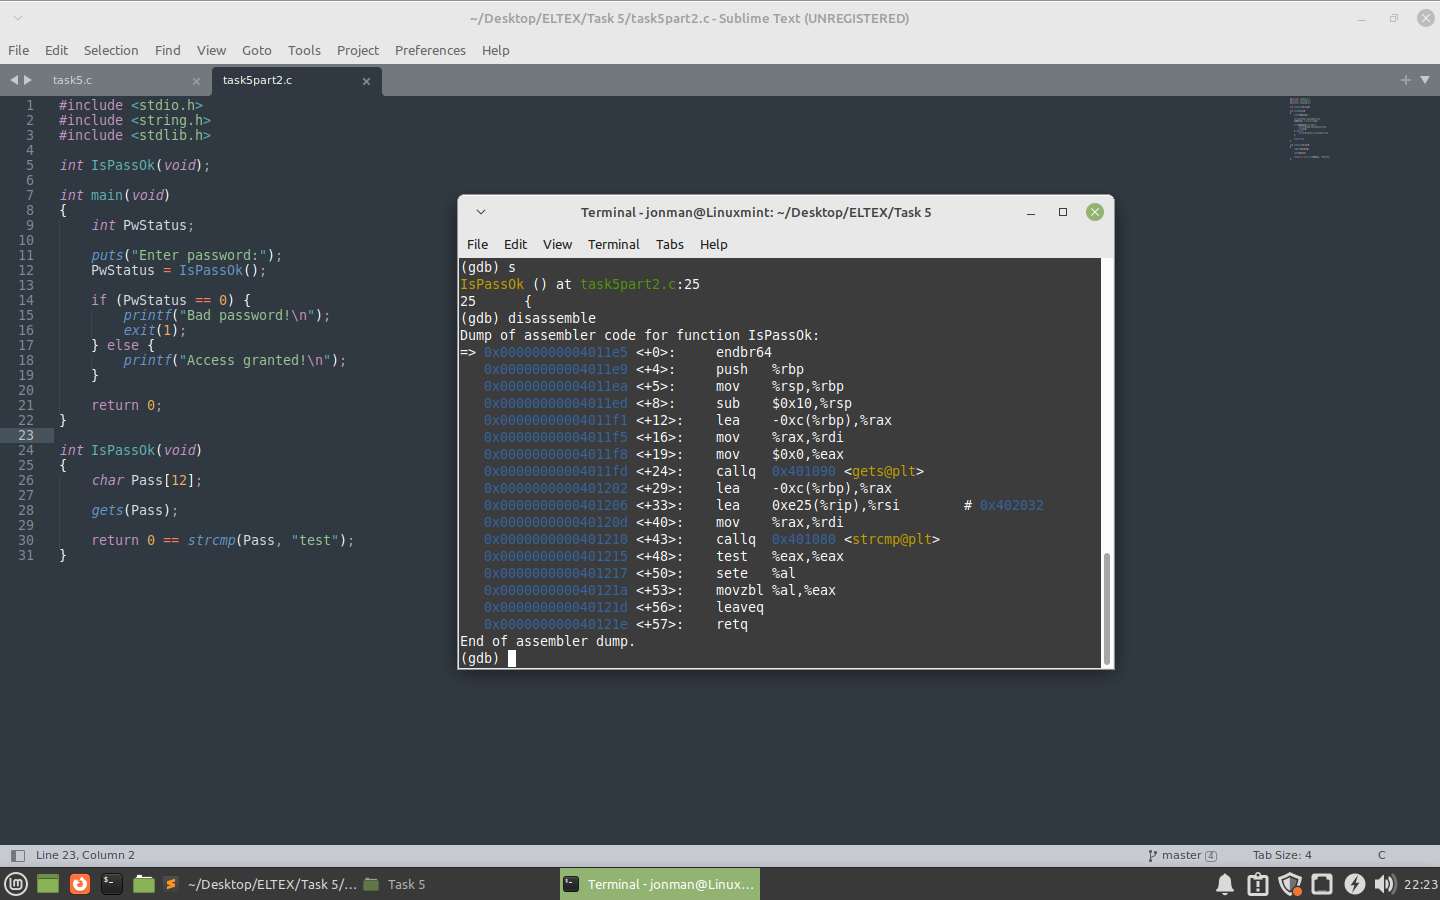 ~/Desktop/ELTEX/Task 5/task5part2.c - Sublime Text (UNREGISTERED)
File Edit Selection Find View Goto Tools Project Preferences Help
task5.c × task5part2.c ×
1 #include <stdio.h>
2 #include <string.h>
3 #include <stdlib.h>
4
5 int IsPassOk(void);
6
7 int main(void)
8 {
9 int PwStatus;
10
11 puts("Enter password:");
12 PwStatus = IsPassOk();
13
14 if (PwStatus == 0) {
15 printf("Bad password!\n");
16 exit(1);
17 } else {
18 printf("Access granted!\n");
19 }
20
21 return 0;
22 }
23
24 int IsPassOk(void)
25 {
26 char Pass[12];
27
28 gets(Pass);
29
30 return 0 == strcmp(Pass, "test");
31 }
Terminal - jonman@Linuxmint: ~/Desktop/ELTEX/Task 5
File Edit View Terminal Tabs Help
(gdb) s
IsPassOk () at task5part2.c:25
25 {
(gdb) disassemble
Dump of assembler code for function IsPassOk:
=> 0x00000000004011e5 <+0>: endbr64
0x00000000004011e9 <+4>: push %rbp
0x00000000004011ea <+5>: mov %rsp,%rbp
0x00000000004011ed <+8>: sub $0x10,%rsp
0x00000000004011f1 <+12>: lea -0xc(%rbp),%rax
0x00000000004011f5 <+16>: mov %rax,%rdi
0x00000000004011f8 <+19>: mov $0x0,%eax
0x00000000004011fd <+24>: callq 0x401090 <gets@plt>
0x0000000000401202 <+29>: lea -0xc(%rbp),%rax
0x0000000000401206 <+33>: lea 0xe25(%rip),%rsi # 0x402032
0x000000000040120d <+40>: mov %rax,%rdi
0x0000000000401210 <+43>: callq 0x401080 <strcmp@plt>
0x0000000000401215 <+48>: test %eax,%eax
0x0000000000401217 <+50>: sete %al
0x000000000040121a <+53>: movzbl %al,%eax
0x000000000040121d <+56>: leaveq
0x000000000040121e <+57>: retq
End of assembler dump.
(gdb)
Line 23, Column 2 master 4 Tab Size: 4 C
~/Desktop/ELTEX/Task 5/... Task 5 Terminal - jonman@Linux... 22:23